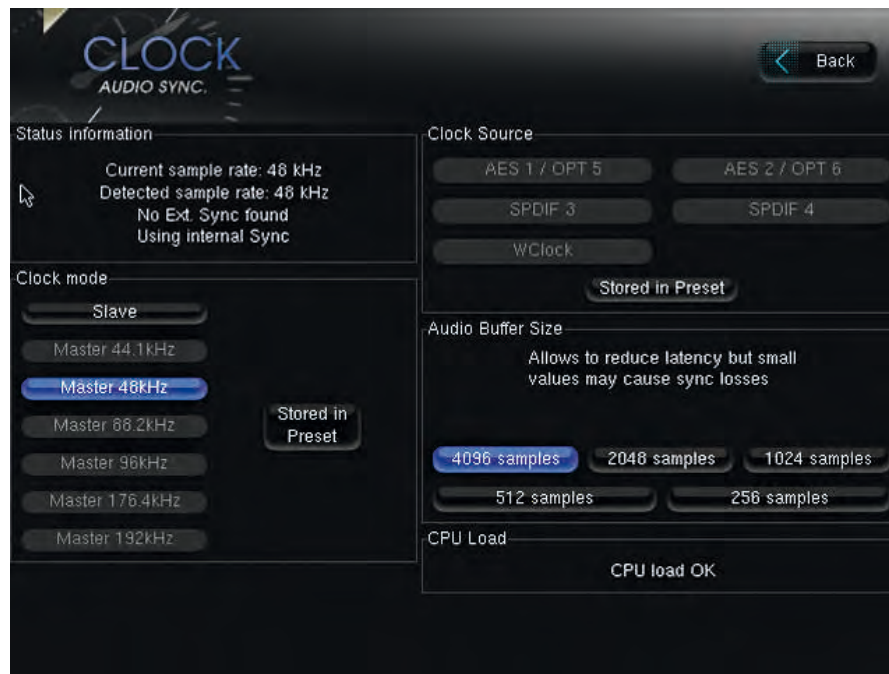 CLOCK
AUDIO SYNC.
Back
Status information
Current sample rate: 48 kHz
Detected sample rate: 48 kHz
No Ext. Sync found
Using internal Sync
Clock mode
Slave
Master 44.1kHz
Master 48kHz
Master 88.2kHz
Master 96kHz
Master 176.4kHz
Master 192kHz
Stored in
Preset
Clock Source
AES 1 / OPT 5
AES 2 / OPT 6
SPDIF 3
SPDIF 4
WClock
Stored in Preset
Audio Buffer Size
Allows to reduce latency but small
values may cause sync losses
4096 samples
2048 samples
1024 samples
512 samples
256 samples
CPU Load
CPU load OK